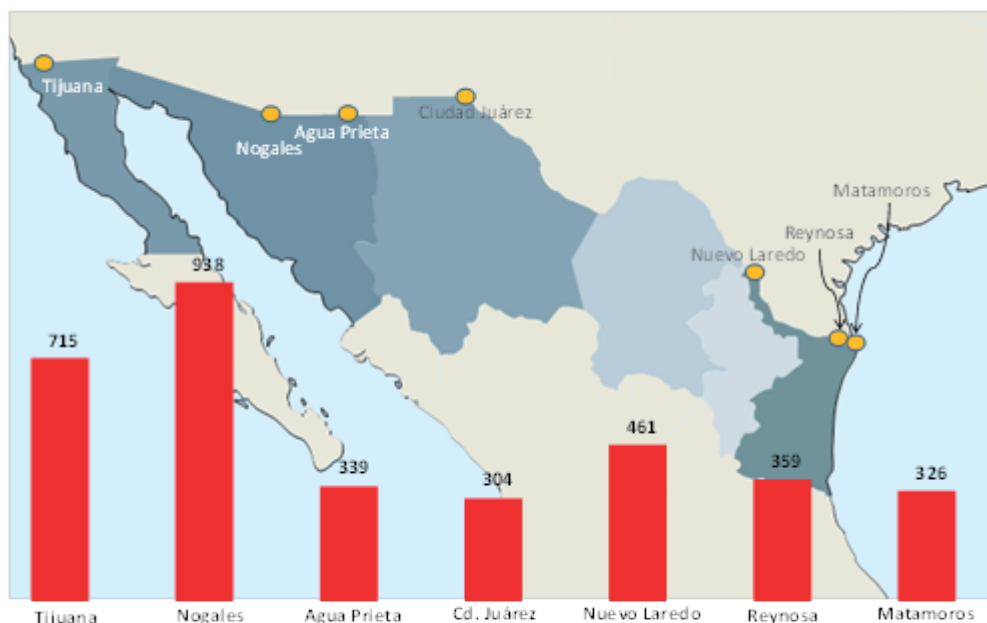 Tijuana
Nogales
Agua Prieta
Ciudad Juárez
Matamoros
Reynosa
Nuevo Laredo
715
938
339
304
461
359
326
Tijuana
Nogales
Agua Prieta
Cd. Juárez
Nuevo Laredo
Reynosa
Matamoros